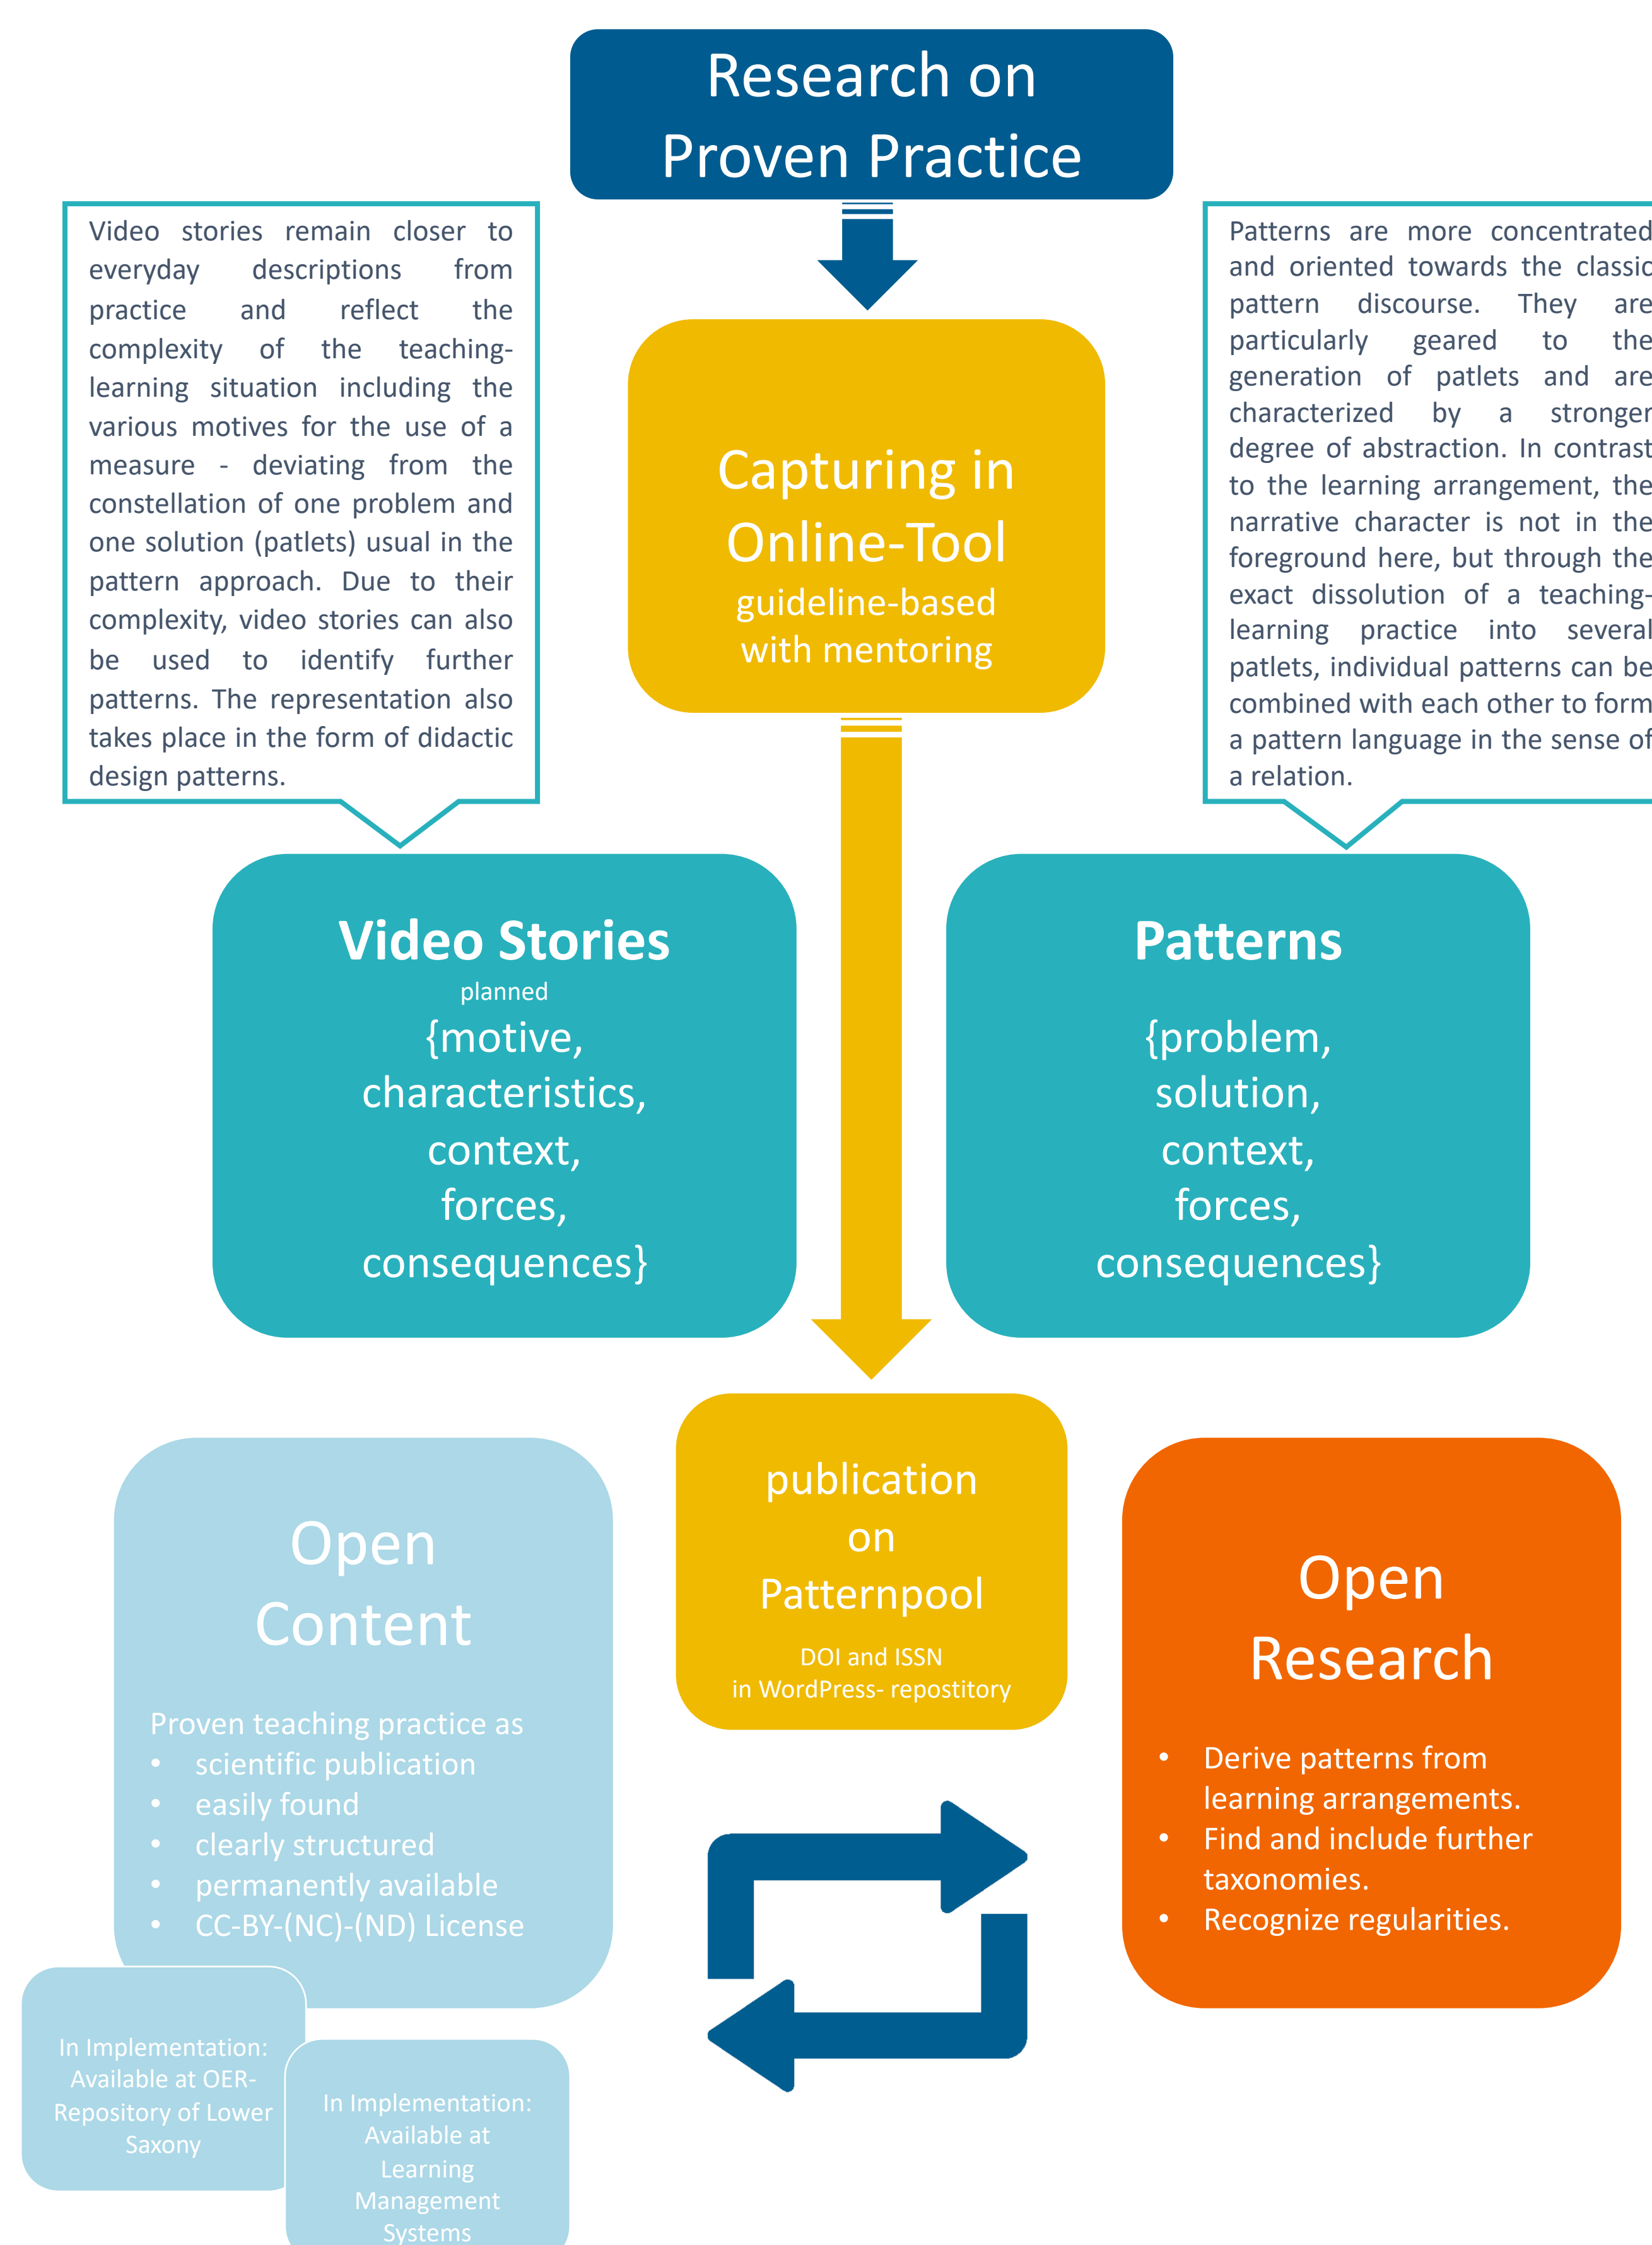 Research on
Proven Practice
Video stories remain closer to
everyday descriptions from
practice and reflect the
complexity of the teaching-
learning situation including the
various motives for the use of a
measure - deviating from the
constellation of one problem and
one solution (patlets) usual in the
pattern approach. Due to their
complexity, video stories can also
be used to identify further
patterns. The representation also
takes place in the form of didactic
design patterns.
Capturing in
Online-Tool
guideline-based
with mentoring
Patterns are more concentrated
and oriented towards the classic
pattern discourse. They are
particularly geared to the
generation of patlets and are
characterized by a stronger
degree of abstraction. In contrast
to the learning arrangement, the
narrative character is not in the
foreground here, but through the
exact dissolution of a teaching-
learning practice into several
patlets, individual patterns can be
combined with each other to form
a pattern language in the sense of
a relation.
Video Stories
planned
{motive,
characteristics,
context,
forces,
consequences}
Patterns
{problem,
solution,
context,
forces,
consequences}
Open
Content
Proven teaching practice as
• scientific publication
• easily found
• clearly structured
• permanently available
• CC-BY-(NC)-(ND) License
In Implementation:
Available at OER-
Repository of Lower
Saxony
In Implementation:
Available at
Learning
Management
Systems
publication
on
Patternpool
DOI and ISSN
in WordPress- repostitory
Open
Research
• Derive patterns from
learning arrangements.
• Find and include further
taxonomies.
• Recognize regularities.